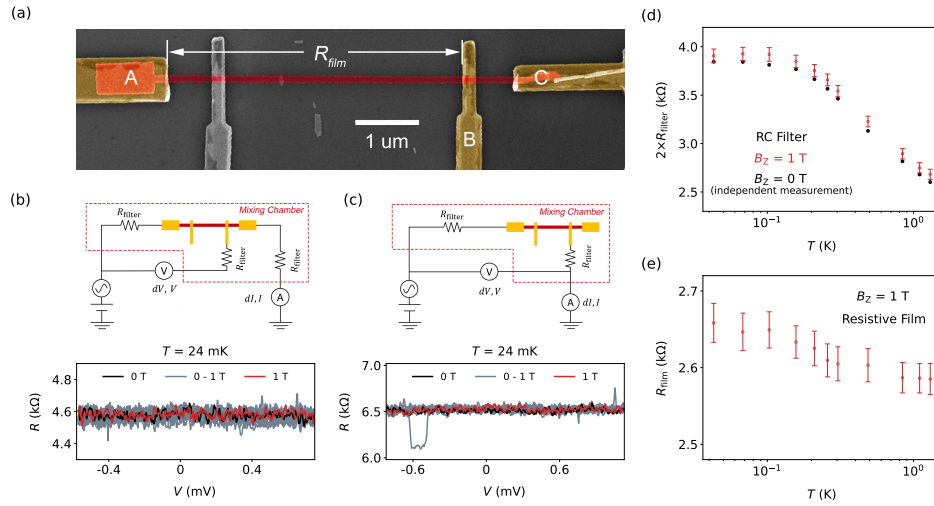 (a)
A
R_film
C
B
1 um
(b)
Mixing Chamber
R_filter
R_filter
R_filter
V
dV, V
A
dI, I
T = 24 mK
0 T
0 - 1 T
1 T
R (kΩ)
4.8
4.6
4.4
-0.4
0
0.4
V (mV)
(c)
Mixing Chamber
R_filter
R_filter
V
dV, V
A
dI, I
T = 24 mK
0 T
0 - 1 T
1 T
R (kΩ)
7.0
6.5
6.0
-0.6
0
0.6
V (mV)
(d)
2×R_filter (kΩ)
4.0
3.5
3.0
2.5
RC Filter
B_Z = 1 T
B_Z = 0 T
(independent measurement)
10⁻¹
10⁰
T (K)
(e)
R_film (kΩ)
2.7
2.6
2.5
B_Z = 1 T
Resistive Film
10⁻¹
10⁰
T (K)